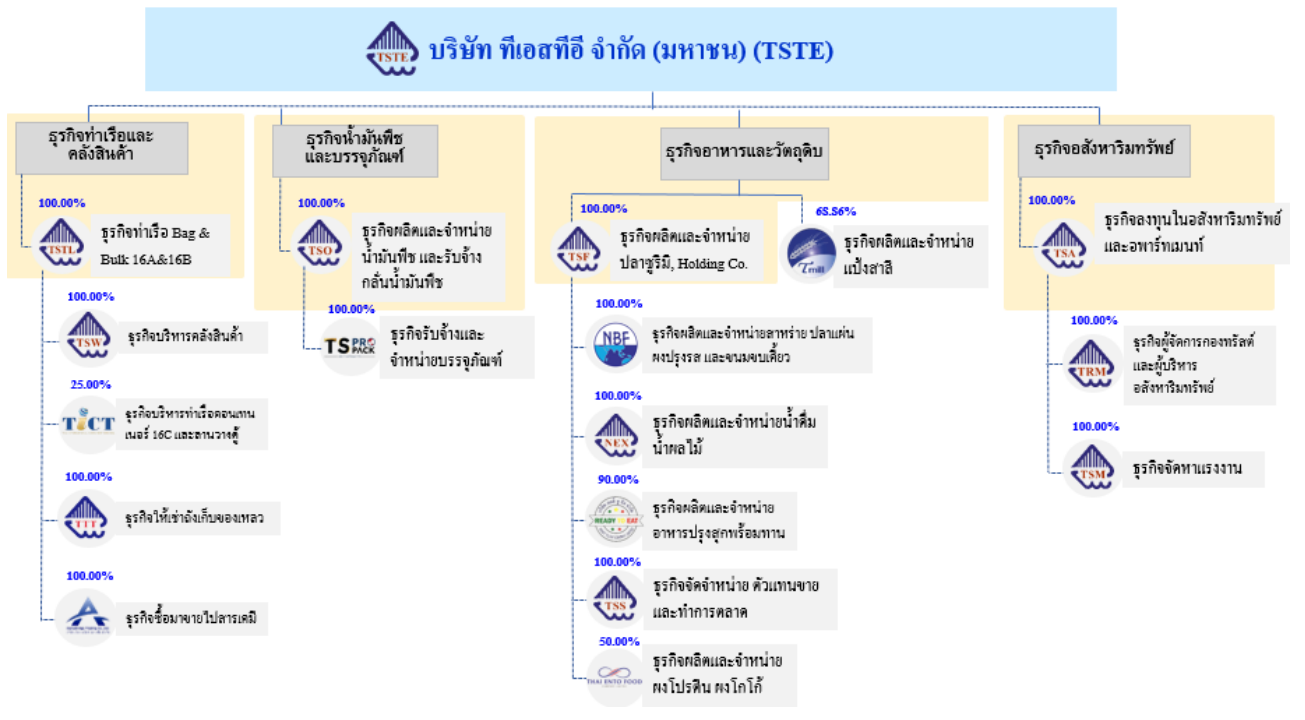 TSTE บริษัท ทีเอสทีอี จำกัด (มหาชน) (TSTE)
ธุรกิจท่าเรือและ
คลังสินค้า
100.00%
TSTL
ธุรกิจท่าเรือ Bag &
Bulk 16A&16B
100.00%
TSW
ธุรกิจบริหารคลังสินค้า
25.00%
TICT
ธุรกิจบริหารท่าเรือคอนเทน
เนอร์ 16C และลานวางตู้
100.00%
TTT
ธุรกิจให้เช่าถังเก็บของเหลว
100.00%
ธุรกิจซื้อมาขายไปสารเคมี
ธุรกิจน้ำมันพืช
และบรรจุภัณฑ์
100.00%
TSO
ธุรกิจผลิตและจำหน่าย
น้ำมันพืช และรับจ้าง
กลั่นน้ำมันพืช
100.00%
TS PRO PACK
ธุรกิจรับจ้างและ
จำหน่ายบรรจุภัณฑ์
ธุรกิจอาหารและวัตถุดิบ
100.00%
TSF
ธุรกิจผลิตและจำหน่าย
ปลาซูริมิ, Holding Co.
68.86%
Tmill
ธุรกิจผลิตและจำหน่าย
แป้งสาลี
100.00%
NBF
ธุรกิจผลิตและจำหน่ายสาหร่าย ปลาแผ่น
ผงปรุงรส และขนมขบเคี้ยว
100.00%
NEX
ธุรกิจผลิตและจำหน่ายน้ำดื่ม
น้ำผลไม้
90.00%
READY TO EAT
ธุรกิจผลิตและจำหน่าย
อาหารปรุงสุกพร้อมทาน
100.00%
TSS
ธุรกิจจัดจำหน่าย ตัวแทนขาย
และทำการตลาด
50.00%
THAI ENTO FOOD
ธุรกิจผลิตและจำหน่าย
ผงโปรตีน ผงโกโก้
ธุรกิจอสังหาริมทรัพย์
100.00%
TSA
ธุรกิจลงทุนในอสังหาริมทรัพย์
และอพาร์ทเมนท์
100.00%
TRM
ธุรกิจผู้จัดการกองทรัสต์
และผู้บริหาร
อสังหาริมทรัพย์
100.00%
TSM
ธุรกิจจัดหาแรงงาน